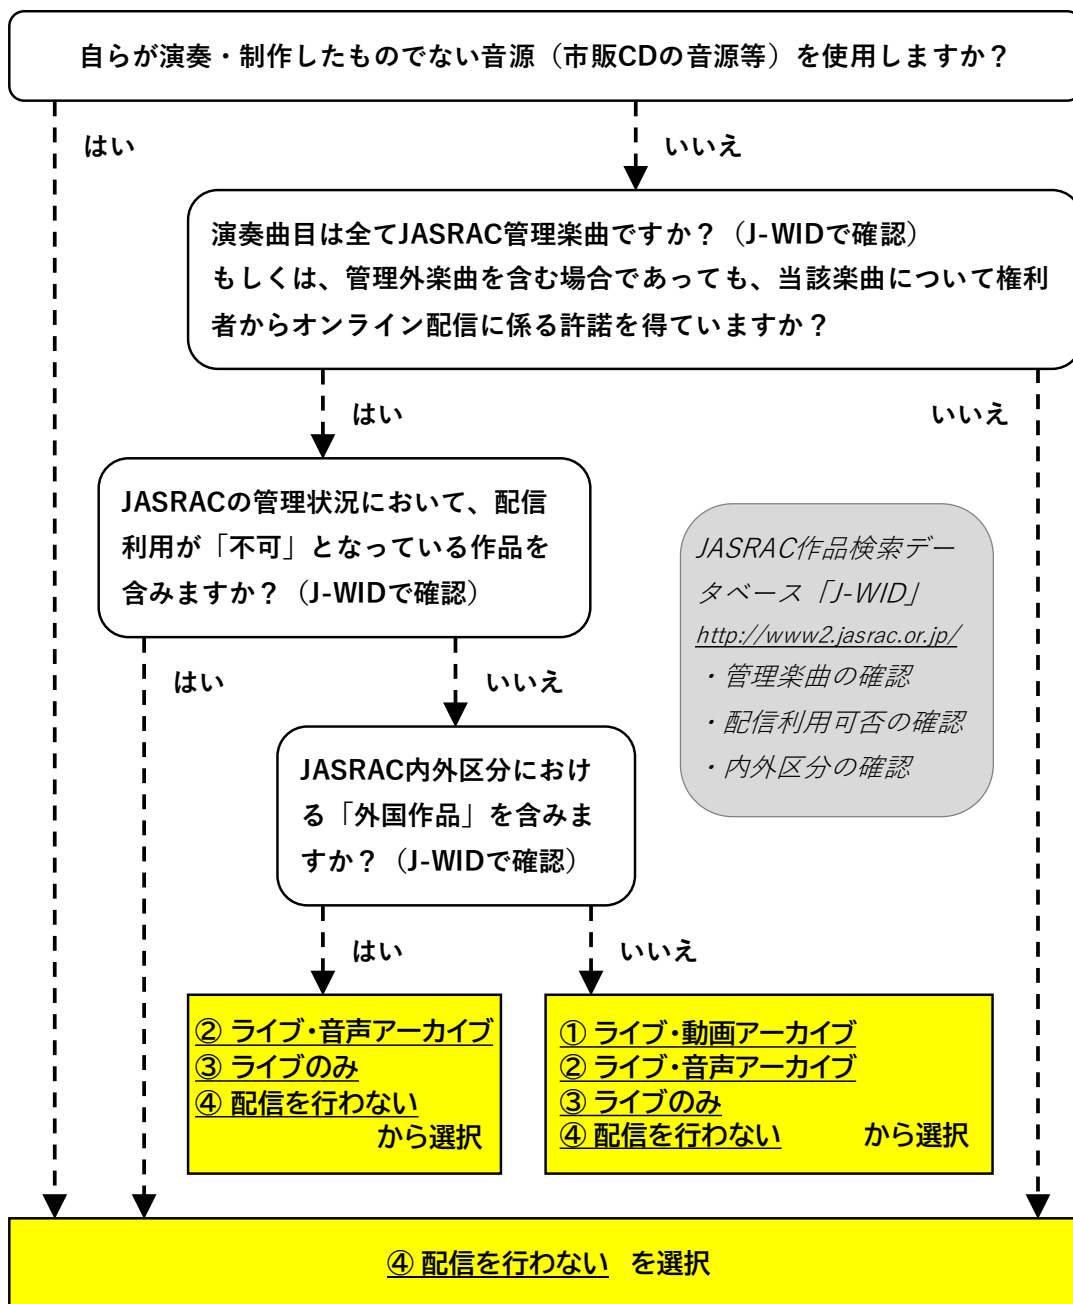 自らが演奏・制作したものでない音源（市販CDの音源等）を使用しますか？
はい
いいえ
演奏曲目は全てJASRAC管理楽曲ですか？（J-WIDで確認）
もしくは、管理外楽曲を含む場合であっても、当該楽曲について権利
者からオンライン配信に係る許諾を得ていますか？
はい
いいえ
JASRACの管理状況において、配信
利用が「不可」となっている作品を
含みますか？（J-WIDで確認）
JASRAC作品検索デー
タベース「J-WID」
http://www2.jasrac.or.jp/
・管理楽曲の確認
・配信利用可否の確認
・内外区分の確認
はい
いいえ
JASRAC内外区分におけ
る「外国作品」を含みま
すか？（J-WIDで確認）
はい
いいえ
② ライブ・音声アーカイブ
③ ライブのみ
④ 配信を行わない
から選択
① ライブ・動画アーカイブ
② ライブ・音声アーカイブ
③ ライブのみ
④ 配信を行わない から選択
④ 配信を行わない を選択